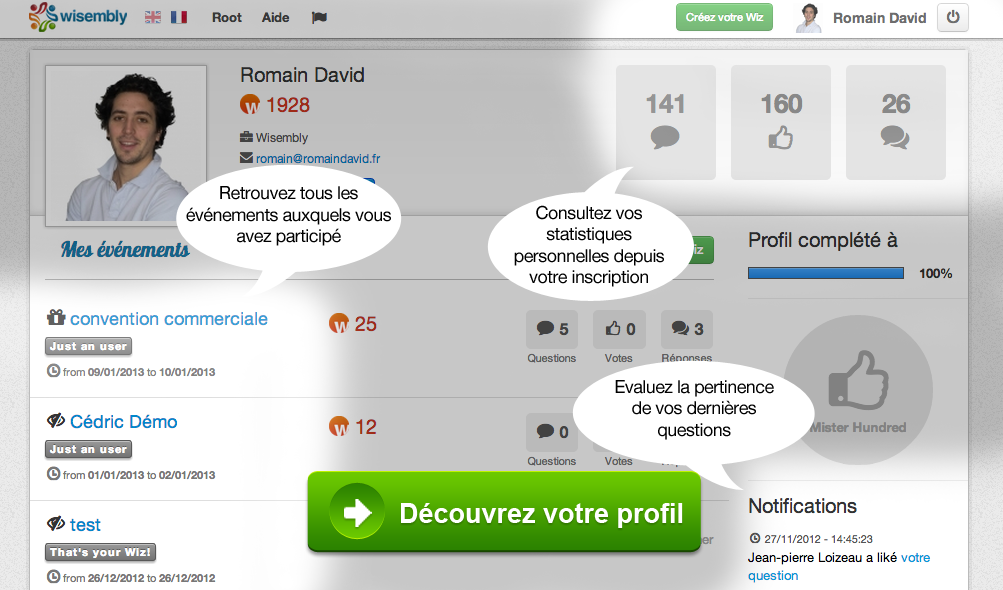 wisembly Root Aide Créez votre Wiz Romain David
Romain David
1928
Wisembly
romain@romaindavid.fr
141 160 26
Retrouvez tous les
événements auxquels vous
avez participé
Consultez vos
statistiques
personnelles depuis
votre inscription
Mes événements
iz
Profil complété à
100%
convention commerciale
Just an user
from 09/01/2013 to 10/01/2013
25
5 0 3
Questions Votes Réponses
Evaluez la pertinence
de vos dernières
questions
Mister Hundred
Cédric Démo
Just an user
from 01/01/2013 to 02/01/2013
12
0
Questions Votes
Découvrez votre profil
test
That's your Wiz!
from 26/12/2012 to 26/12/2012
Notifications
27/11/2012 - 14:45:23
Jean-pierre Loizeau a liké votre
question